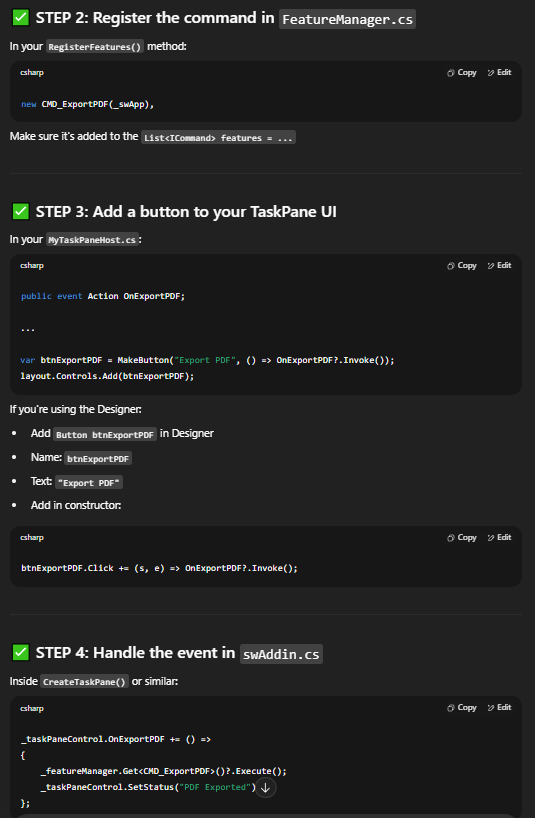 ✅ STEP 2: Register the command in FeatureManager.cs
In your RegisterFeatures() method:
csharp
Copy
Edit
new CMD_ExportPDF(_swApp),
Make sure it's added to the List<ICommand> features = ...
✅ STEP 3: Add a button to your TaskPane UI
In your MyTaskPaneHost.cs:
csharp
Copy
Edit
public event Action OnExportPDF;
...
var btnExportPDF = MakeButton("Export PDF", () => OnExportPDF?.Invoke());
layout.Controls.Add(btnExportPDF);
If you're using the Designer:
• Add Button btnExportPDF in Designer
• Name: btnExportPDF
• Text: "Export PDF"
• Add in constructor:
csharp
Copy
Edit
btnExportPDF.Click += (s, e) => OnExportPDF?.Invoke();
✅ STEP 4: Handle the event in swAddin.cs
Inside CreateTaskPane() or similar:
csharp
Copy
Edit
_taskPaneControl.OnExportPDF += () =>
{
    _featureManager.Get<CMD_ExportPDF>()?.Execute();
    _taskPaneControl.SetStatus("PDF Exported")
};